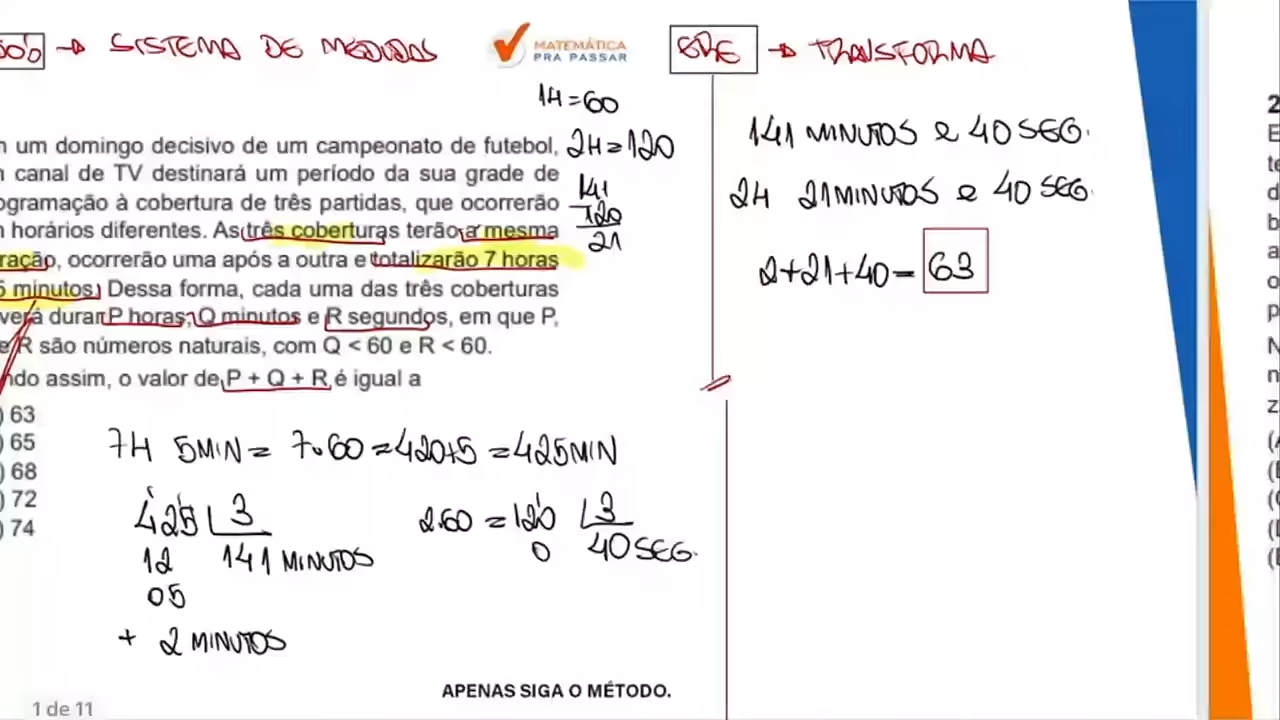 → SISTEMA DE MEDIDAS
MATEMÁTICA
PRA PASSAR
→ TRANSFORMA
1H=60
2H=120
um domingo decisivo de um campeonato de futebol,
canal de TV destinará um período da sua grade de
ogramação à cobertura de três partidas, que ocorrerão
horários diferentes. As três coberturas terão a mesma
ração, ocorrerão uma após a outra e totalizarão 7 horas
5 minutos. Dessa forma, cada uma das três coberturas
verá durar P horas, Q minutos e R segundos, em que P,
e R são números naturais, com Q < 60 e R < 60.
ndo assim, o valor de P + Q + R é igual a
) 63
) 65
) 68
) 72
) 74
141
-120
21
7H 5MIN = 7.60 = 420+5 = 425MIN
425 3
12 141 MINUTOS
05
+ 2 MINUTOS
2.60 = 120 3
0 40 SEG.
141 MINUTOS e 40 SEG.
2H 21 MINUTOS e 40 SEG.
2+21+40= 63
APENAS SIGA O MÉTODO.
1 de 11
2